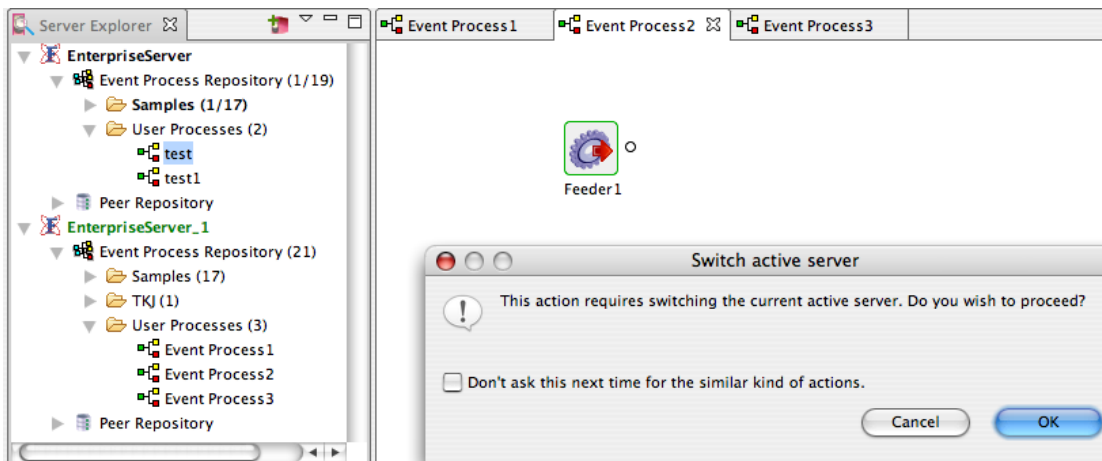 Server Explorer
EnterpriseServer
Event Process Repository (1/19)
Samples (1/17)
User Processes (2)
test
test1
Peer Repository
EnterpriseServer_1
Event Process Repository (21)
Samples (17)
TKJ (1)
User Processes (3)
Event Process1
Event Process2
Event Process3
Peer Repository
Event Process1 Event Process2 Event Process3
Feeder1
Switch active server
This action requires switching the current active server. Do you wish to proceed?
Don't ask this next time for the similar kind of actions.
Cancel OK